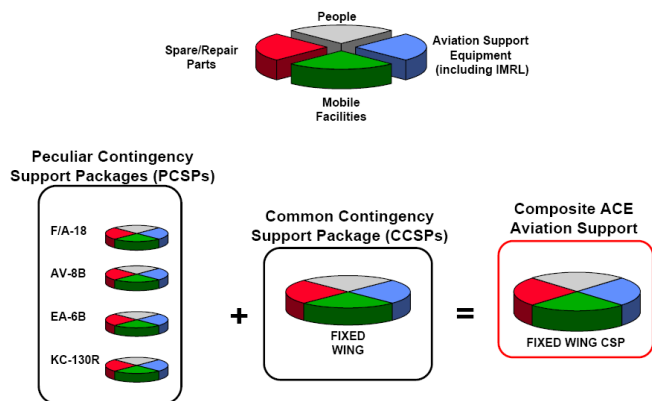 People
Spare/Repair
Parts
Aviation Support
Equipment
(including IMRL)
Mobile
Facilities
Peculiar Contingency
Support Packages (PCSPs)
F/A-18
AV-8B
EA-6B
KC-130R
+
Common Contingency
Support Package (CCSPs)
FIXED
WING
=
Composite ACE
Aviation Support
FIXED WING CSP